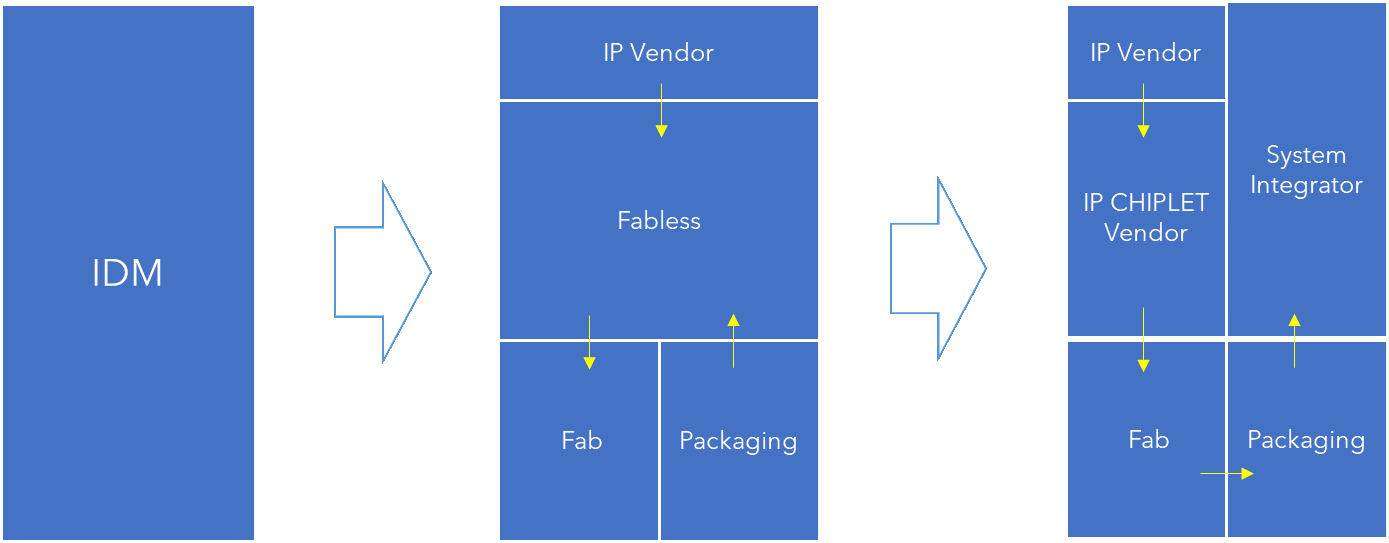 IDM
IP Vendor
Fabless
Fab
Packaging
IP Vendor
IP CHIPLET
Vendor
System
Integrator
Fab
Packaging